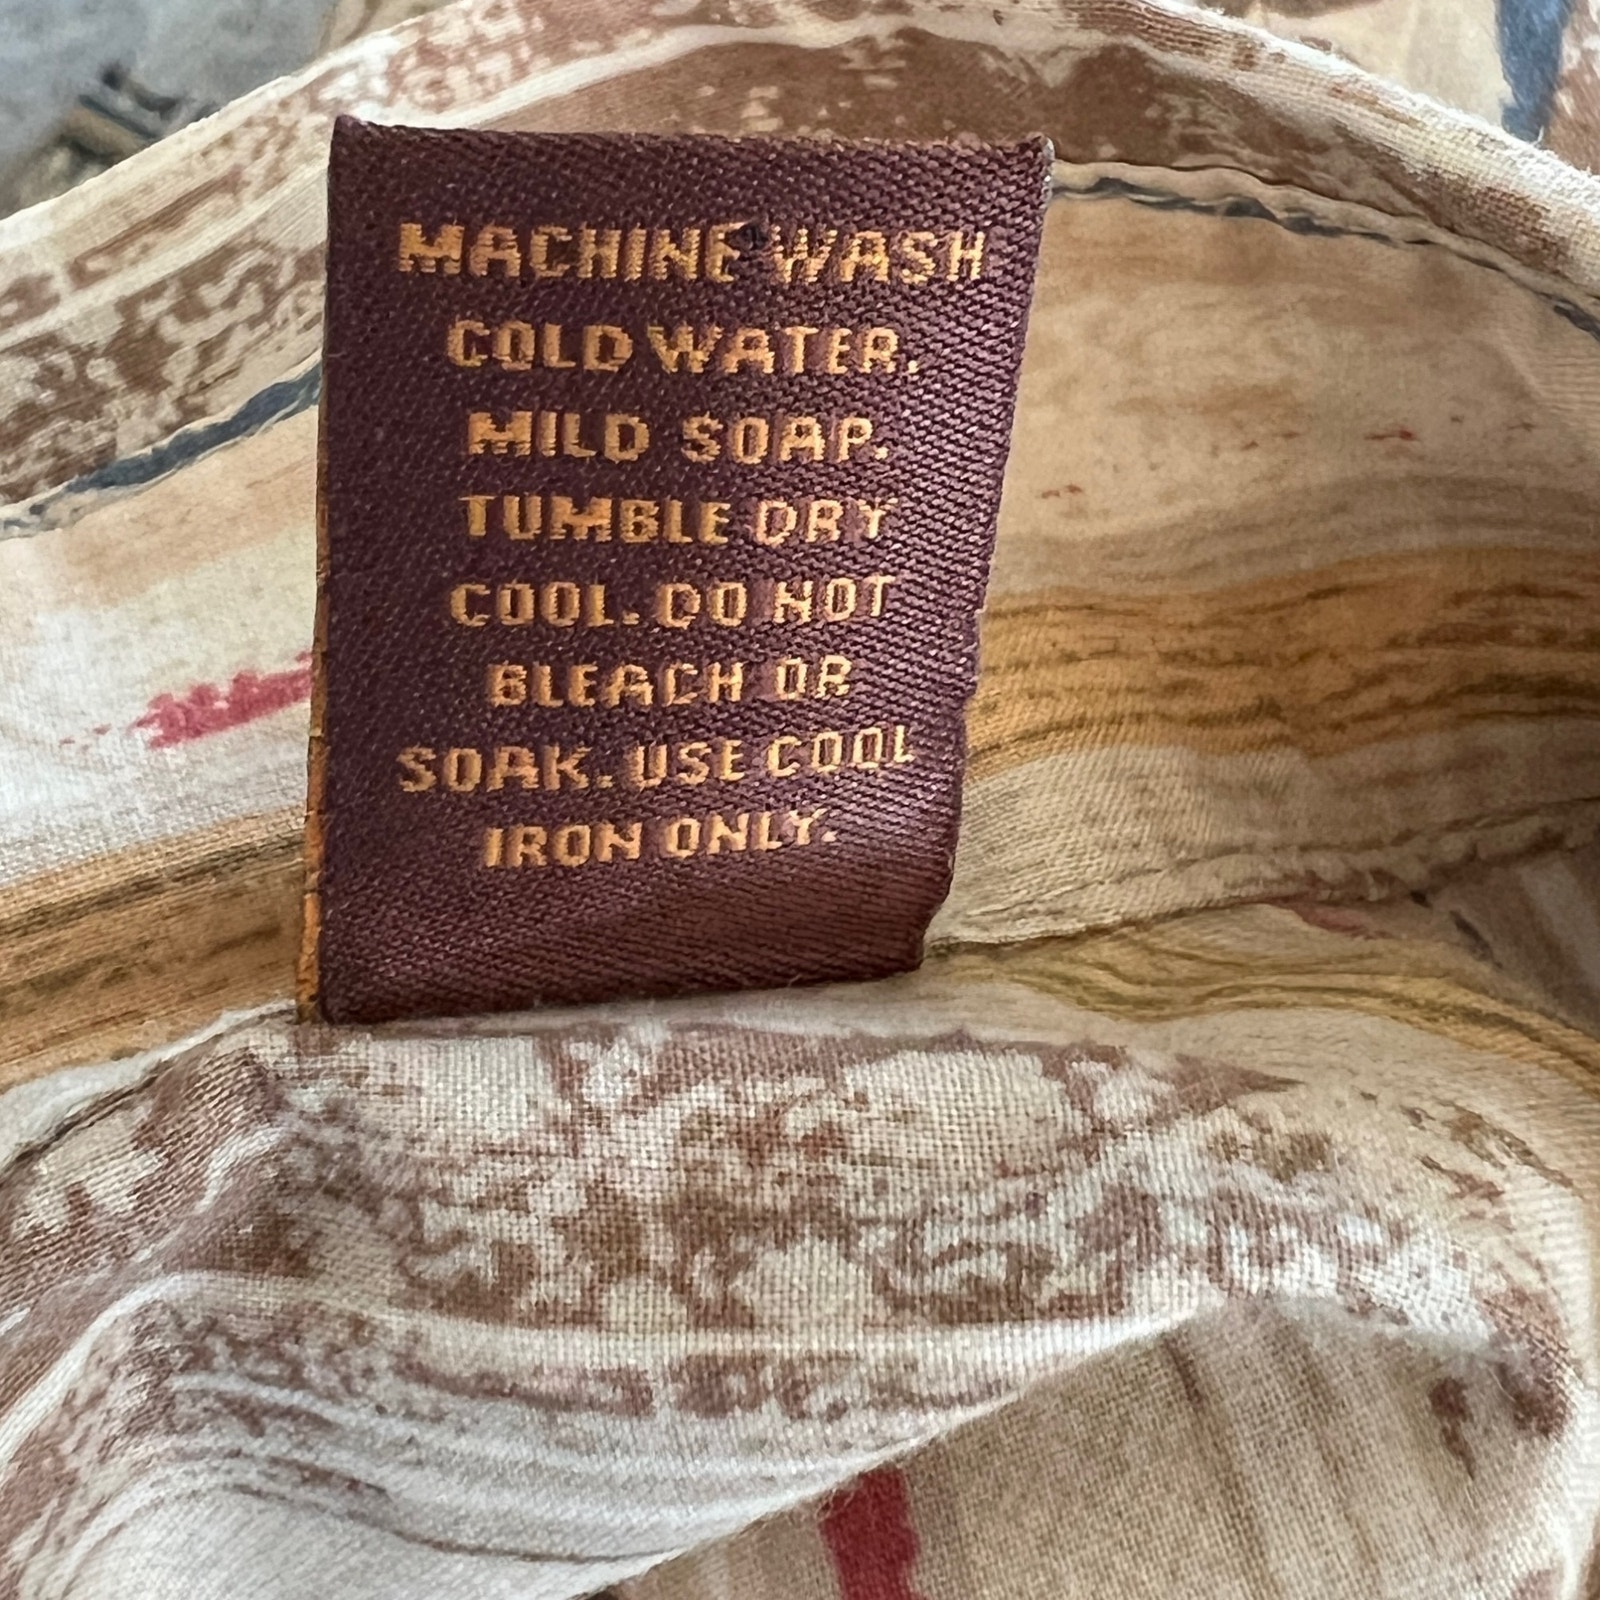 MACHINE WASH
COLD WATER.
MILD SOAP.
TUMBLE DRY
COOL. DO NOT
BLEACH OR
SOAK. USE COOL
IRON ONLY.